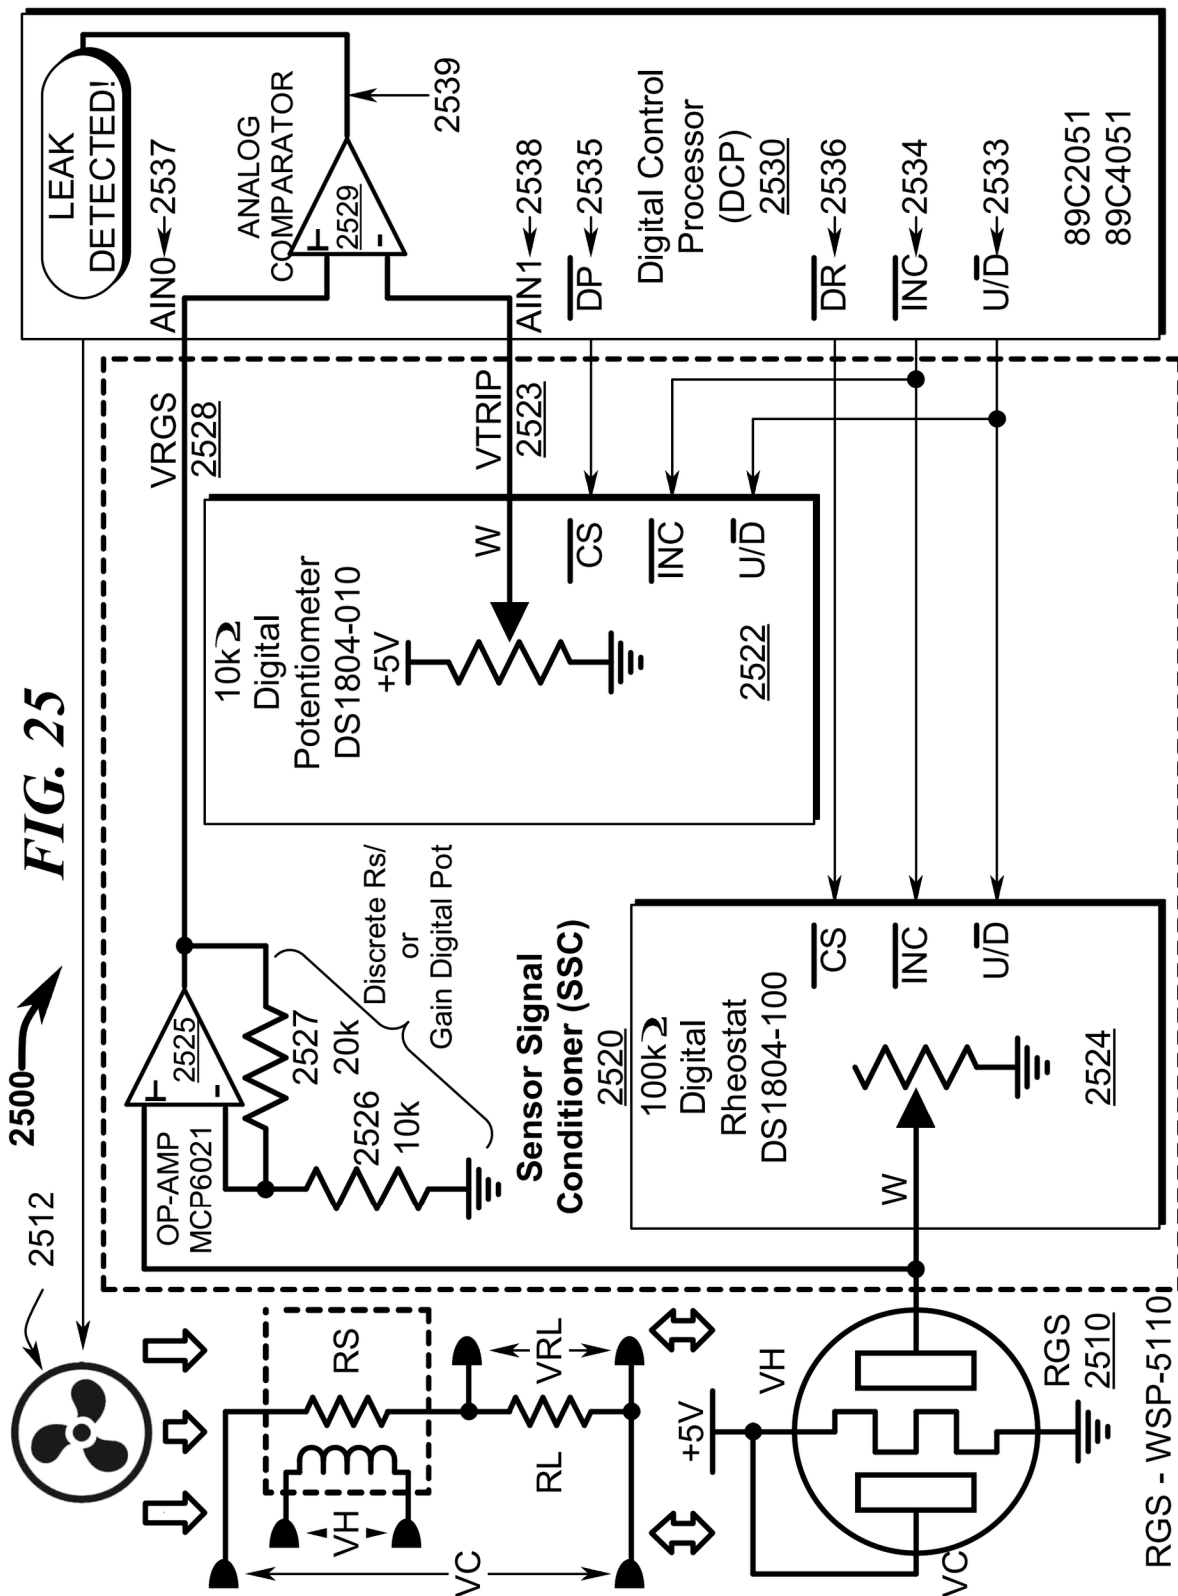 FIG. 25
2500
2512
LEAK
DETECTED!
AIN0
2537
ANALOG
COMPARATOR
2529
2539
AIN1
2538
DP
2535
Digital Control
Processor
(DCP)
2530
DR
2536
INC
2534
U/D
2533
89C2051
89C4051
VRGS
2528
VTRIP
2523
10kΩ
Digital
Potentiometer
DS1804-010
+5V
W
CS
INC
U/D
2522
OP-AMP
MCP6021
2525
2527
20k
2526
10k
Discrete Rs/
or
Gain Digital Pot
Sensor Signal
Conditioner (SSC)
2520
100kΩ
Digital
Rheostat
DS1804-100
W
CS
INC
U/D
2524
RS
VH
VRL
RL
VC
+5V
VH
VC
RGS
2510
RGS - WSP-5110